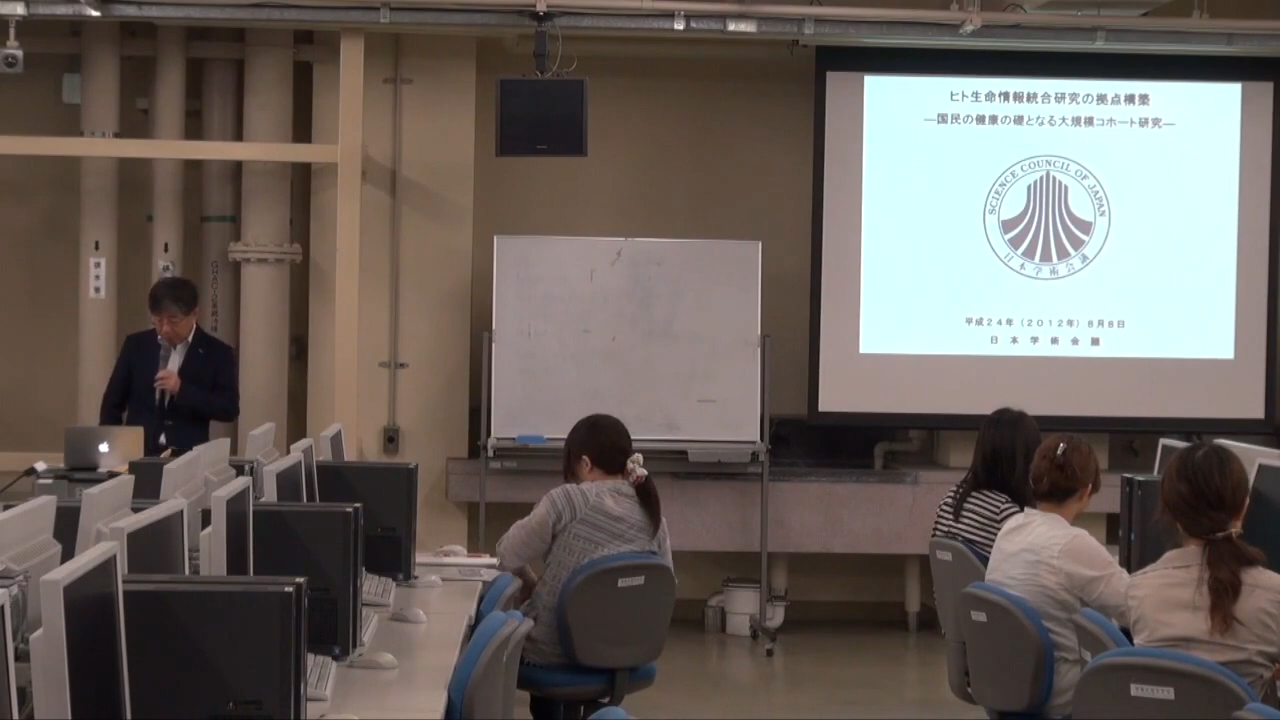 ヒト生命情報統合研究の拠点構築
―国民の健康の礎となる大規模コホート研究―
SCIENCE COUNCIL OF JAPAN
日本学術会議
平成24年(2012年)8月8日
日本学術会議
排水管